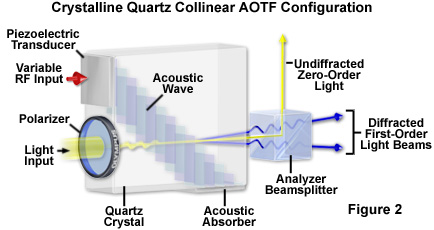 Crystalline Quartz Collinear AOTF Configuration
Piezoelectric
Transducer
Variable
RF Input
Acoustic
Wave
Undiffracted
Zero-Order
Light
Polarizer
Light
Input
OLYMPUS
Diffracted
First-Order
Light Beams
Analyzer
Beamsplitter
Quartz
Crystal
Acoustic
Absorber
Figure 2